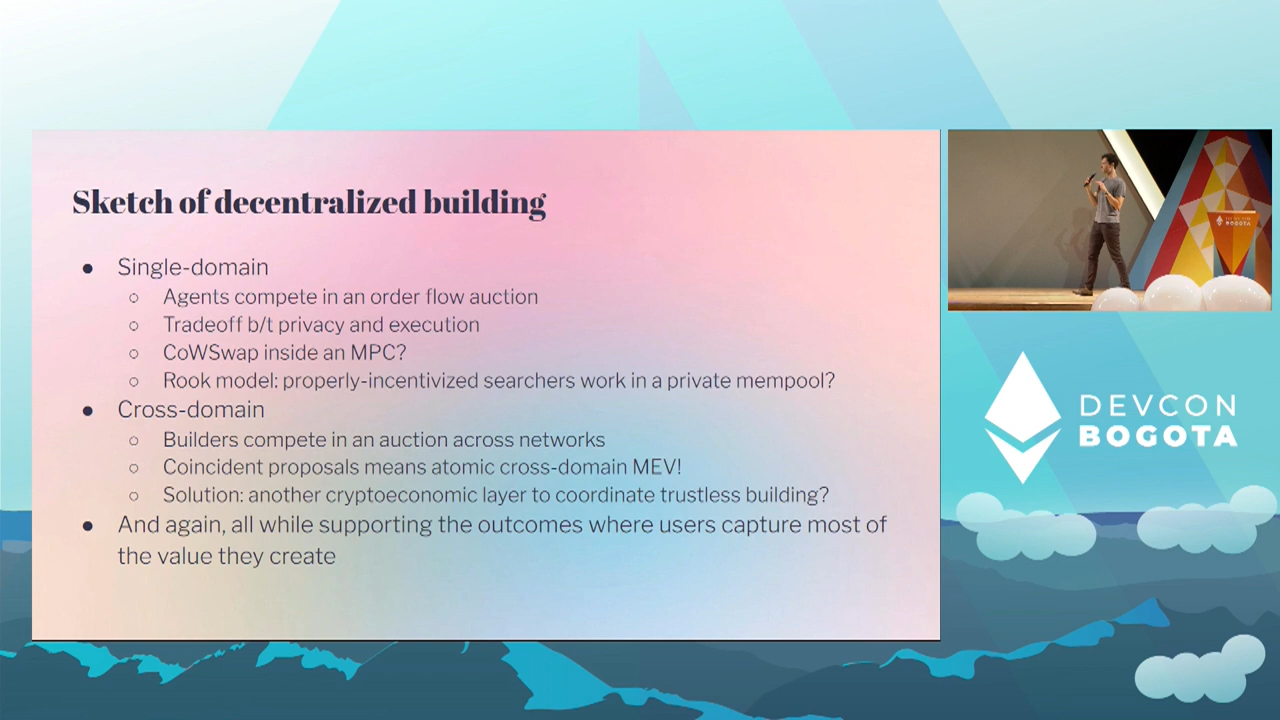 Sketch of decentralized building
● Single-domain
○ Agents compete in an order flow auction
○ Tradeoff b/t privacy and execution
○ CoWSwap inside an MPC?
○ Rook model: properly-incentivized searchers work in a private mempool?
● Cross-domain
○ Builders compete in an auction across networks
○ Coincident proposals means atomic cross-domain MEV!
○ Solution: another cryptoeconomic layer to coordinate trustless building?
● And again, all while supporting the outcomes where users capture most of
the value they create
BOGOTA
DEVCON
BOGOTA